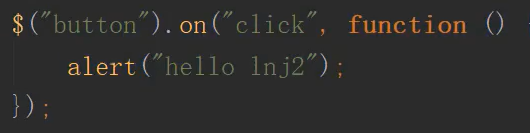 $("button").on("click", function ()
    alert("hello lnj2");
});